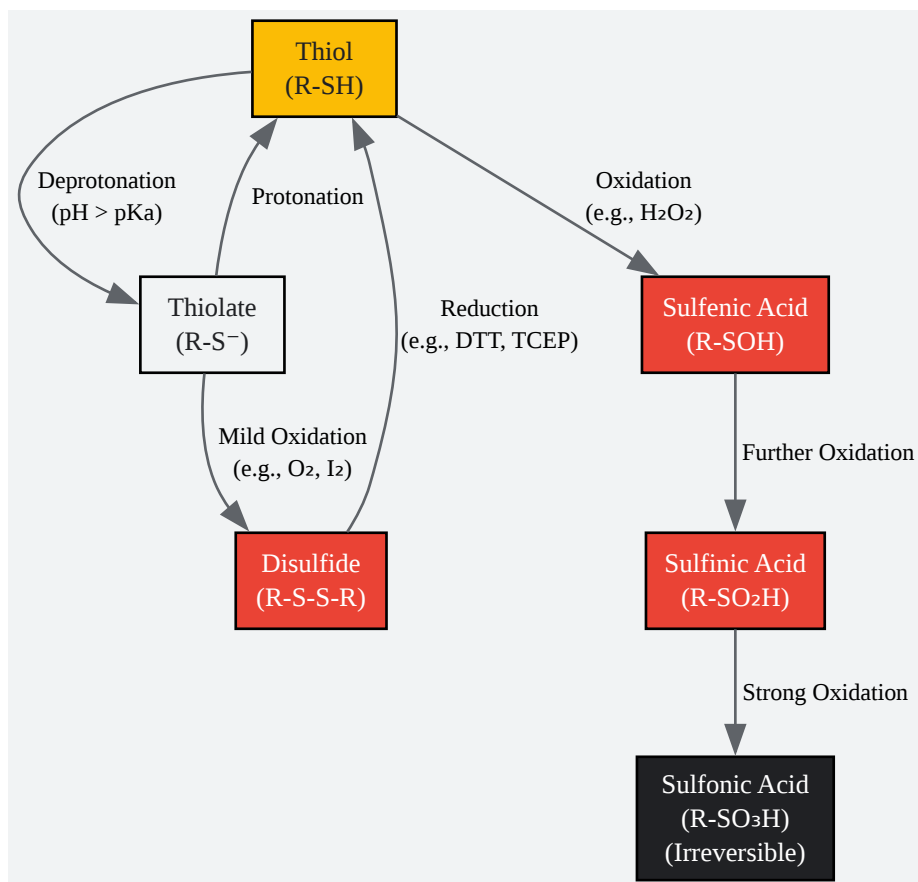 Thiol
(R-SH)
Deprotonation
(pH > pKa)
Protonation
Oxidation
(e.g., H₂O₂)
Thiolate
(R-S⁻)
Reduction
(e.g., DTT, TCEP)
Sulfenic Acid
(R-SOH)
Mild Oxidation
(e.g., O₂, I₂)
Further Oxidation
Disulfide
(R-S-S-R)
Sulfinic Acid
(R-SO₂H)
Strong Oxidation
Sulfonic Acid
(R-SO₃H)
(Irreversible)